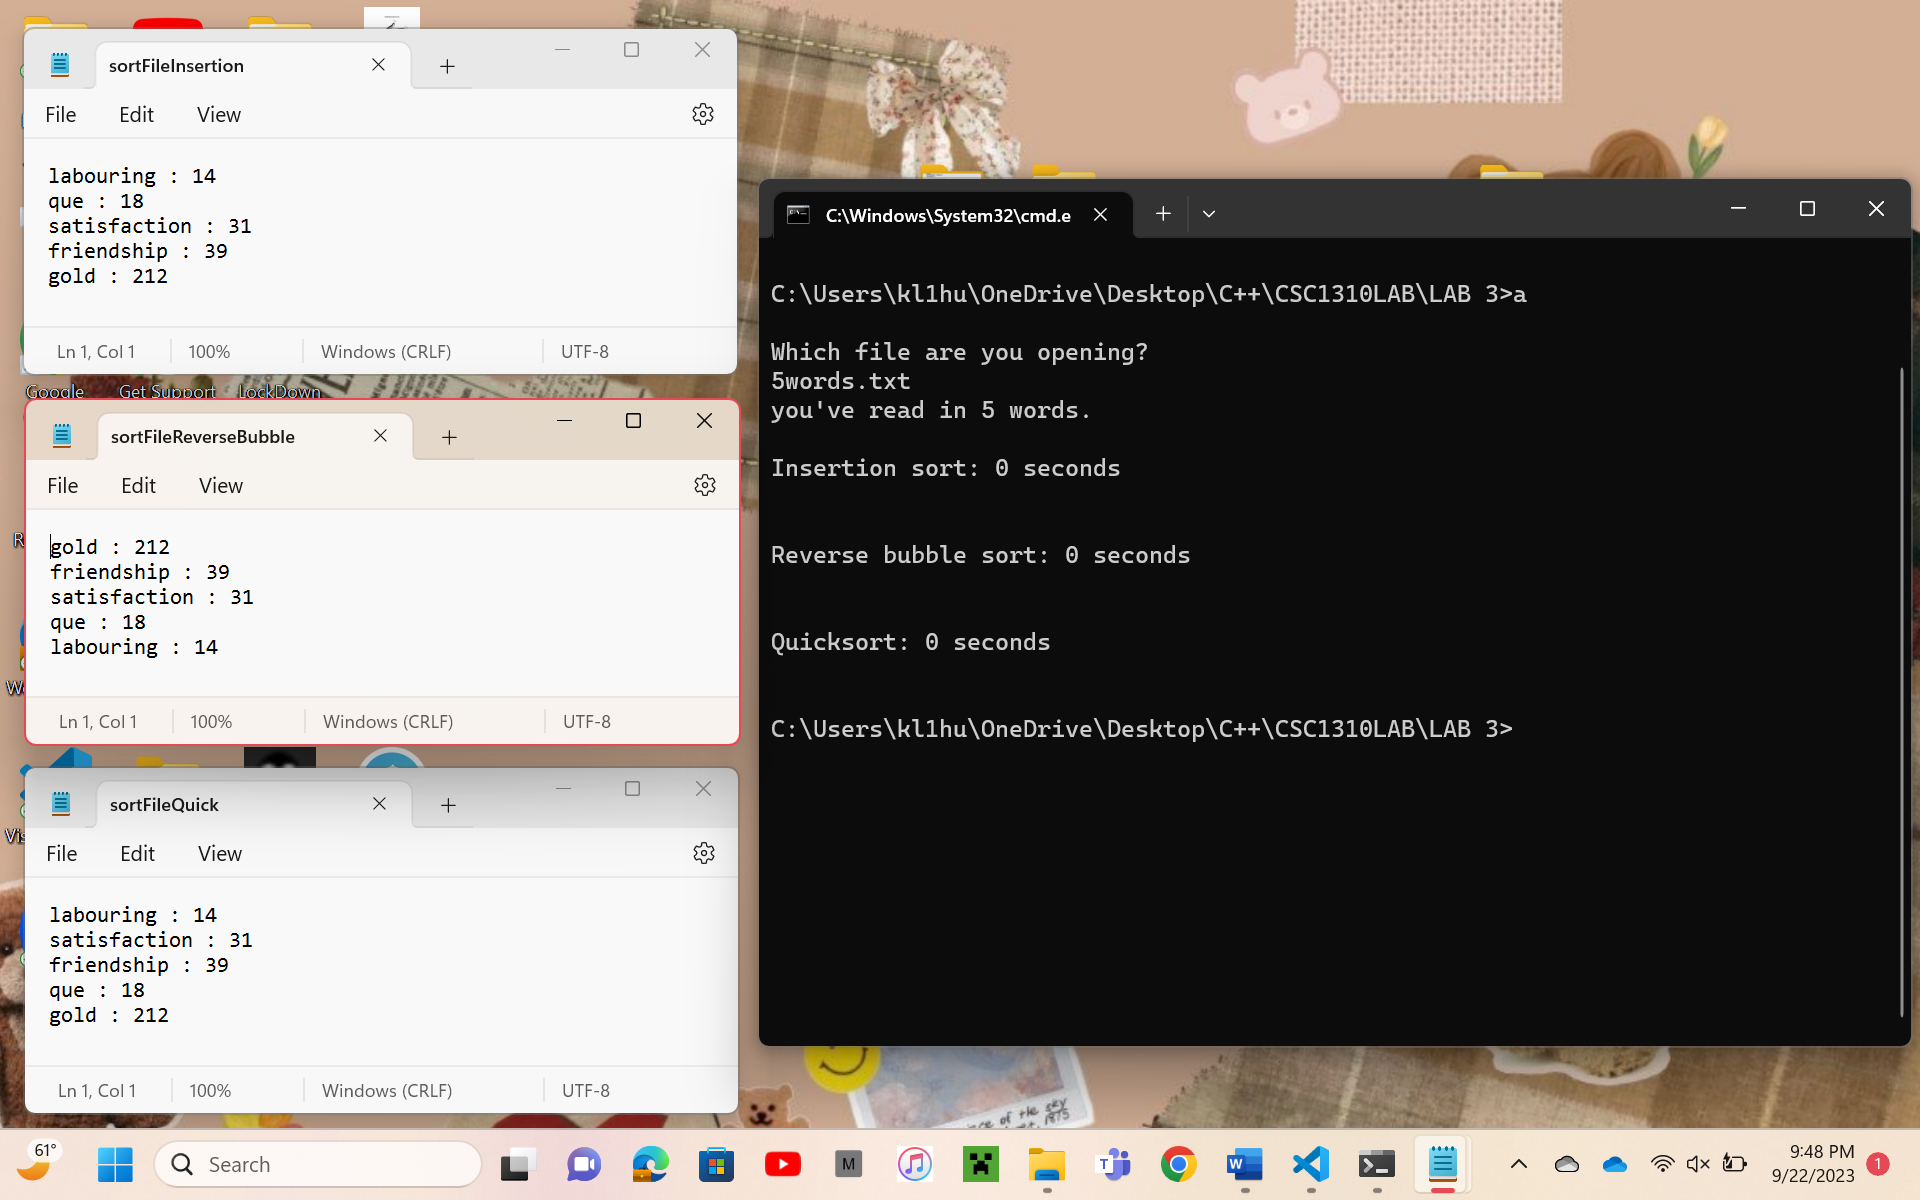 sortFileInsertion
File Edit View
labouring : 14
que : 18
satisfaction : 31
friendship : 39
gold : 212
Ln 1, Col 1 100% Windows (CRLF) UTF-8
Google Get Support LockDown
sortFileReverseBubble
File Edit View
gold : 212
friendship : 39
satisfaction : 31
que : 18
labouring : 14
Ln 1, Col 1 100% Windows (CRLF) UTF-8
sortFileQuick
File Edit View
labouring : 14
satisfaction : 31
friendship : 39
que : 18
gold : 212
Ln 1, Col 1 100% Windows (CRLF) UTF-8
C:\Windows\System32\cmd.e
C:\Users\kl1hu\OneDrive\Desktop\C++\CSC1310LAB\LAB 3>a
Which file are you opening?
5words.txt
you've read in 5 words.
Insertion sort: 0 seconds
Reverse bubble sort: 0 seconds
Quicksort: 0 seconds
C:\Users\kl1hu\OneDrive\Desktop\C++\CSC1310LAB\LAB 3>
of the sky
1875
61°
Search
M
9:48 PM
9/22/2023
1